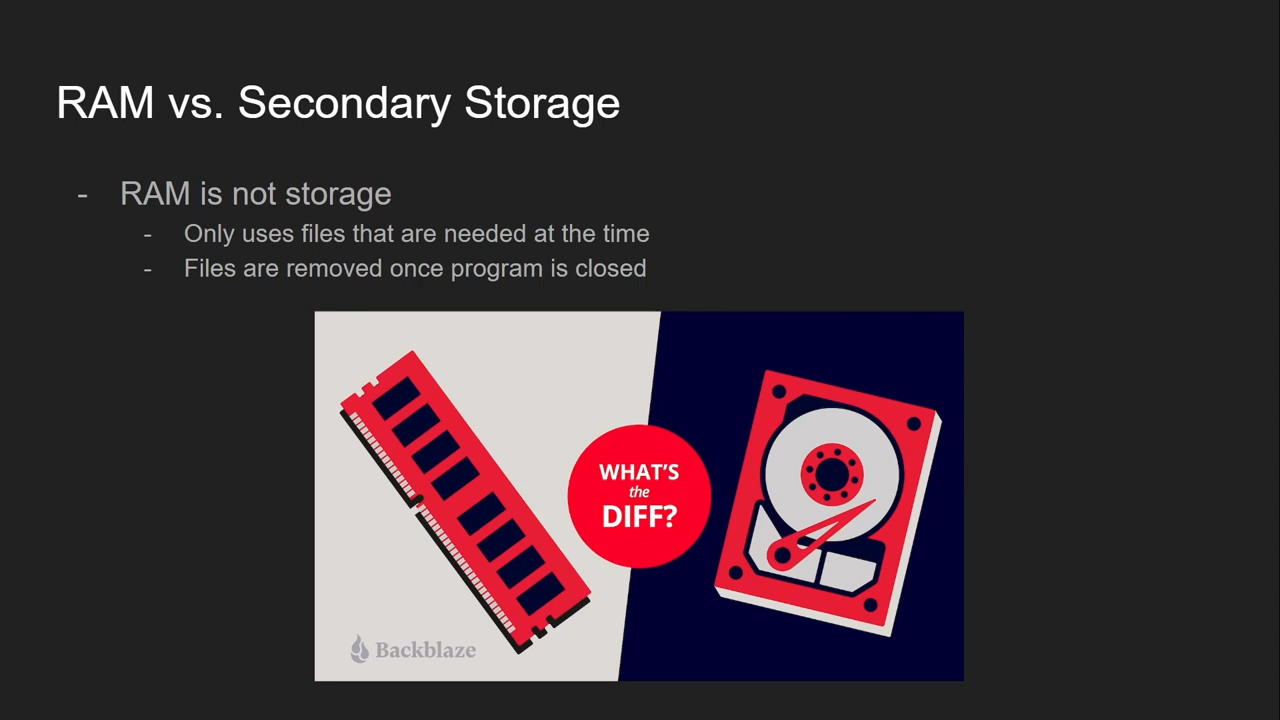 RAM vs. Secondary Storage
- RAM is not storage
- Only uses files that are needed at the time
- Files are removed once program is closed
WHAT'S
the
DIFF?
Backblaze